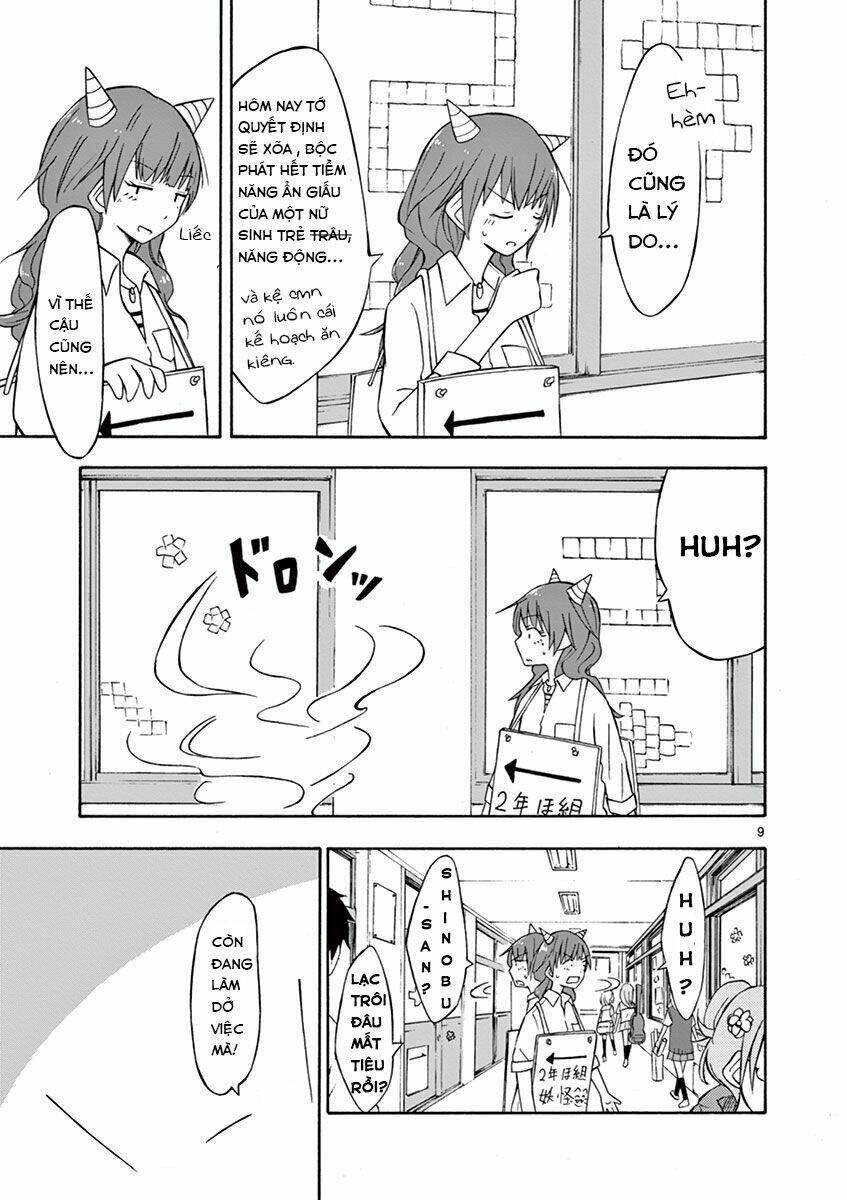 Eh-
hèm
ĐÓ
CŨNG
LÀ LÝ
DO...
HÔM NAY TỚ
QUYẾT ĐỊNH
SẼ XÕA , BỘC
PHÁT HẾT TIỀM
NĂNG ẨN GIẤU
CỦA MỘT NỮ
SINH TRẺ TRÂU,
NĂNG ĐỘNG...
và kệ cmn
nó luôn cái
kế hoạch ăn
kiêng.
Liếc
VÌ THẾ
CẬU
CŨNG
NÊN...
HUH?
ドロンッ
2年ほ組
9
HUH?
SHINOBU
-SAN?
LẠC
TRÔI
ĐÂU
MẤT
TIÊU
RỒI?
2年ほ組
妖怪
CÒN
ĐANG
LÀM
DỞ
VIỆC
MÀ!